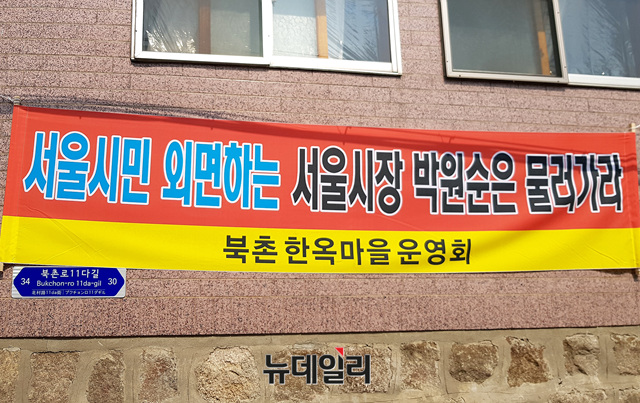 서울시민 외면하는 서울시장 박원순은 물러가라
북촌 한옥마을 운영회
북촌로11다길
34 Bukchon-ro 11da-gil 30
뉴데일리